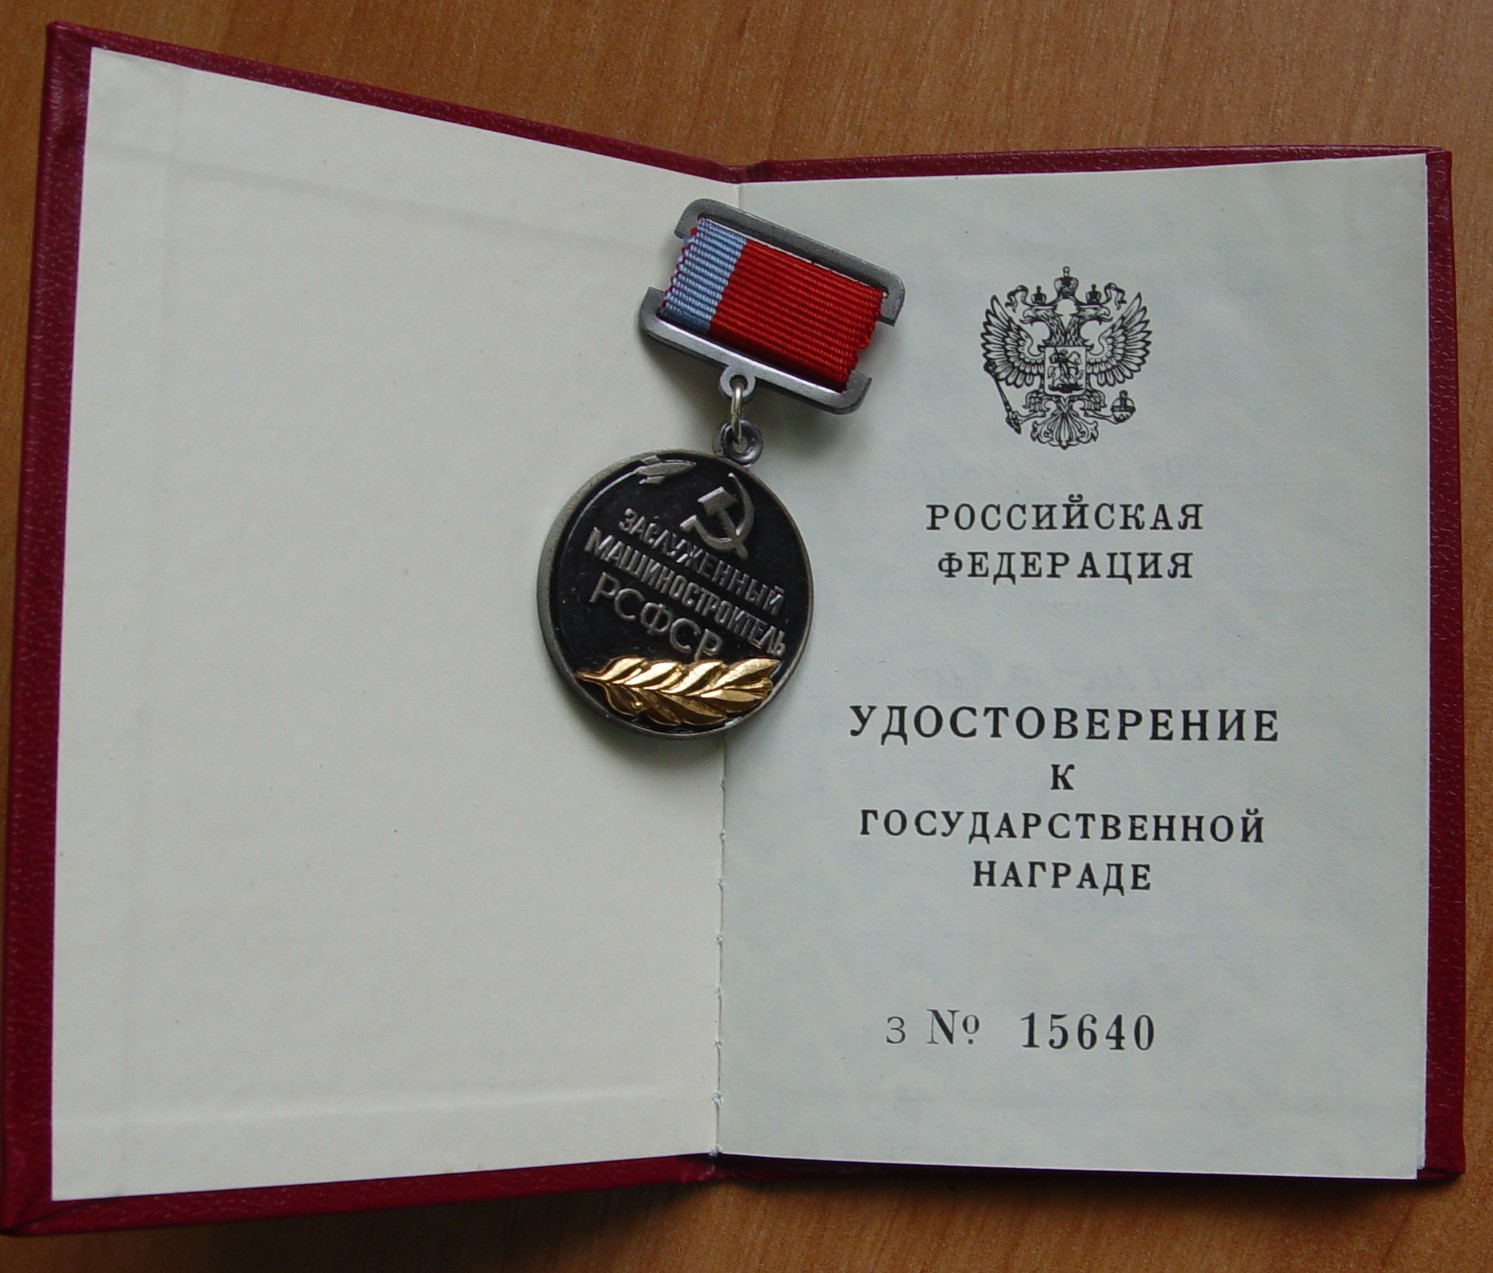 ЗАСЛУЖЕННЫЙ
МАШИНОСТРОИТЕЛЬ
РСФСР
РОССИЙСКАЯ
ФЕДЕРАЦИЯ
УДОСТОВЕРЕНИЕ
К
ГОСУДАРСТВЕННОЙ
НАГРАДЕ
З № 15640